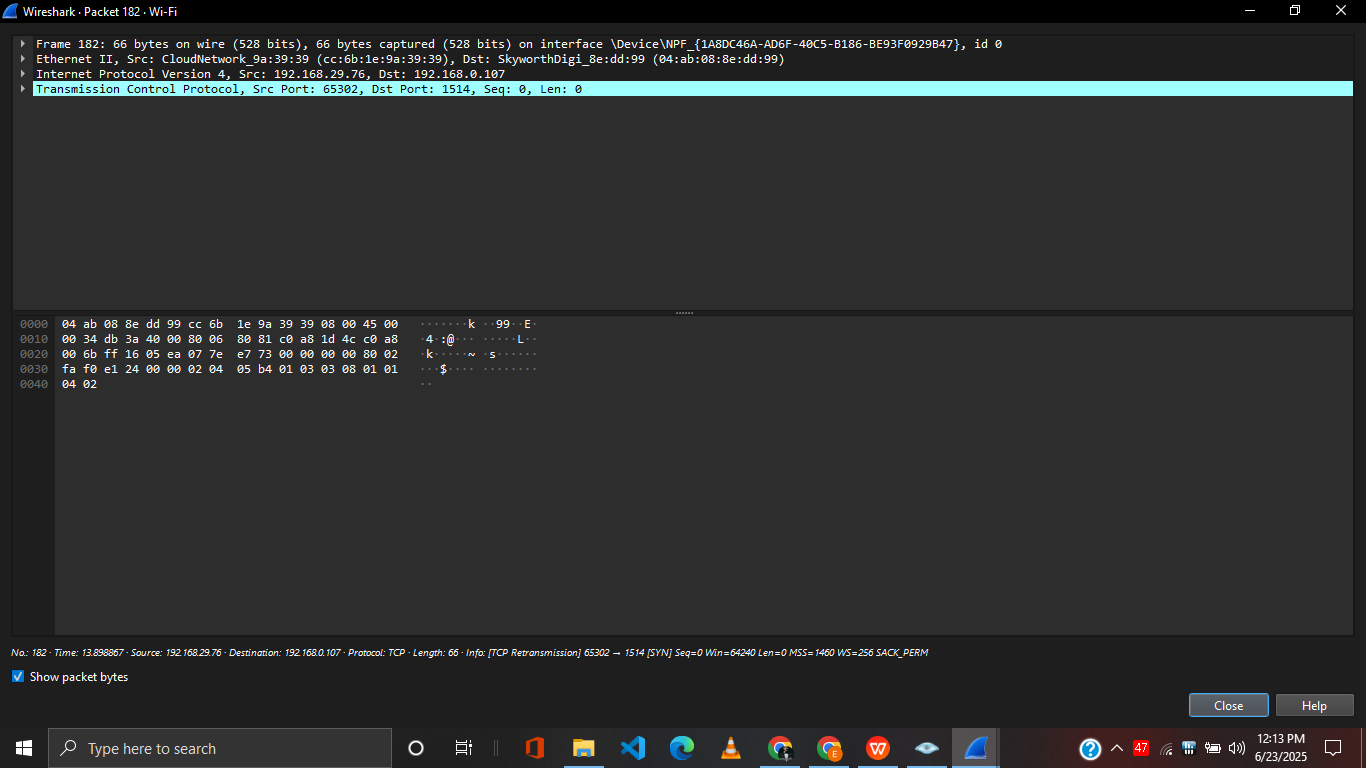 Wireshark · Packet 182 · Wi-Fi
Frame 182: 66 bytes on wire (528 bits), 66 bytes captured (528 bits) on interface \Device\NPF_{1A8DC46A-AD6F-40C5-B186-BE93F0929B47}, id 0
Ethernet II, Src: CloudNetwork_9a:39:39 (cc:6b:1e:9a:39:39), Dst: SkyworthDigi_8e:dd:99 (04:ab:08:8e:dd:99)
Internet Protocol Version 4, Src: 192.168.29.76, Dst: 192.168.0.107
Transmission Control Protocol, Src Port: 65302, Dst Port: 1514, Seq: 0, Len: 0
0000 04 ab 08 8e dd 99 cc 6b 1e 9a 39 39 08 00 45 00 ·······k ··99··E·
0010 00 34 db 3a 40 00 80 06 80 81 c0 a8 1d 4c c0 a8 ·4·:@··· ·····L··
0020 00 6b ff 16 05 ea 07 7e e7 73 00 00 00 00 80 02 ·k·····~ ·s······
0030 fa f0 e1 24 00 00 02 04 05 b4 01 03 03 08 01 01 ···$···· ········
0040 04 02 ··
No.: 182 · Time: 13.898867 · Source: 192.168.29.76 · Destination: 192.168.0.107 · Protocol: TCP · Length: 66 · Info: [TCP Retransmission] 65302 → 1514 [SYN] Seq=0 Win=64240 Len=0 MSS=1460 WS=256 SACK_PERM
Show packet bytes
Close Help
Type here to search
E
W
?
47
12:13 PM
6/23/2025